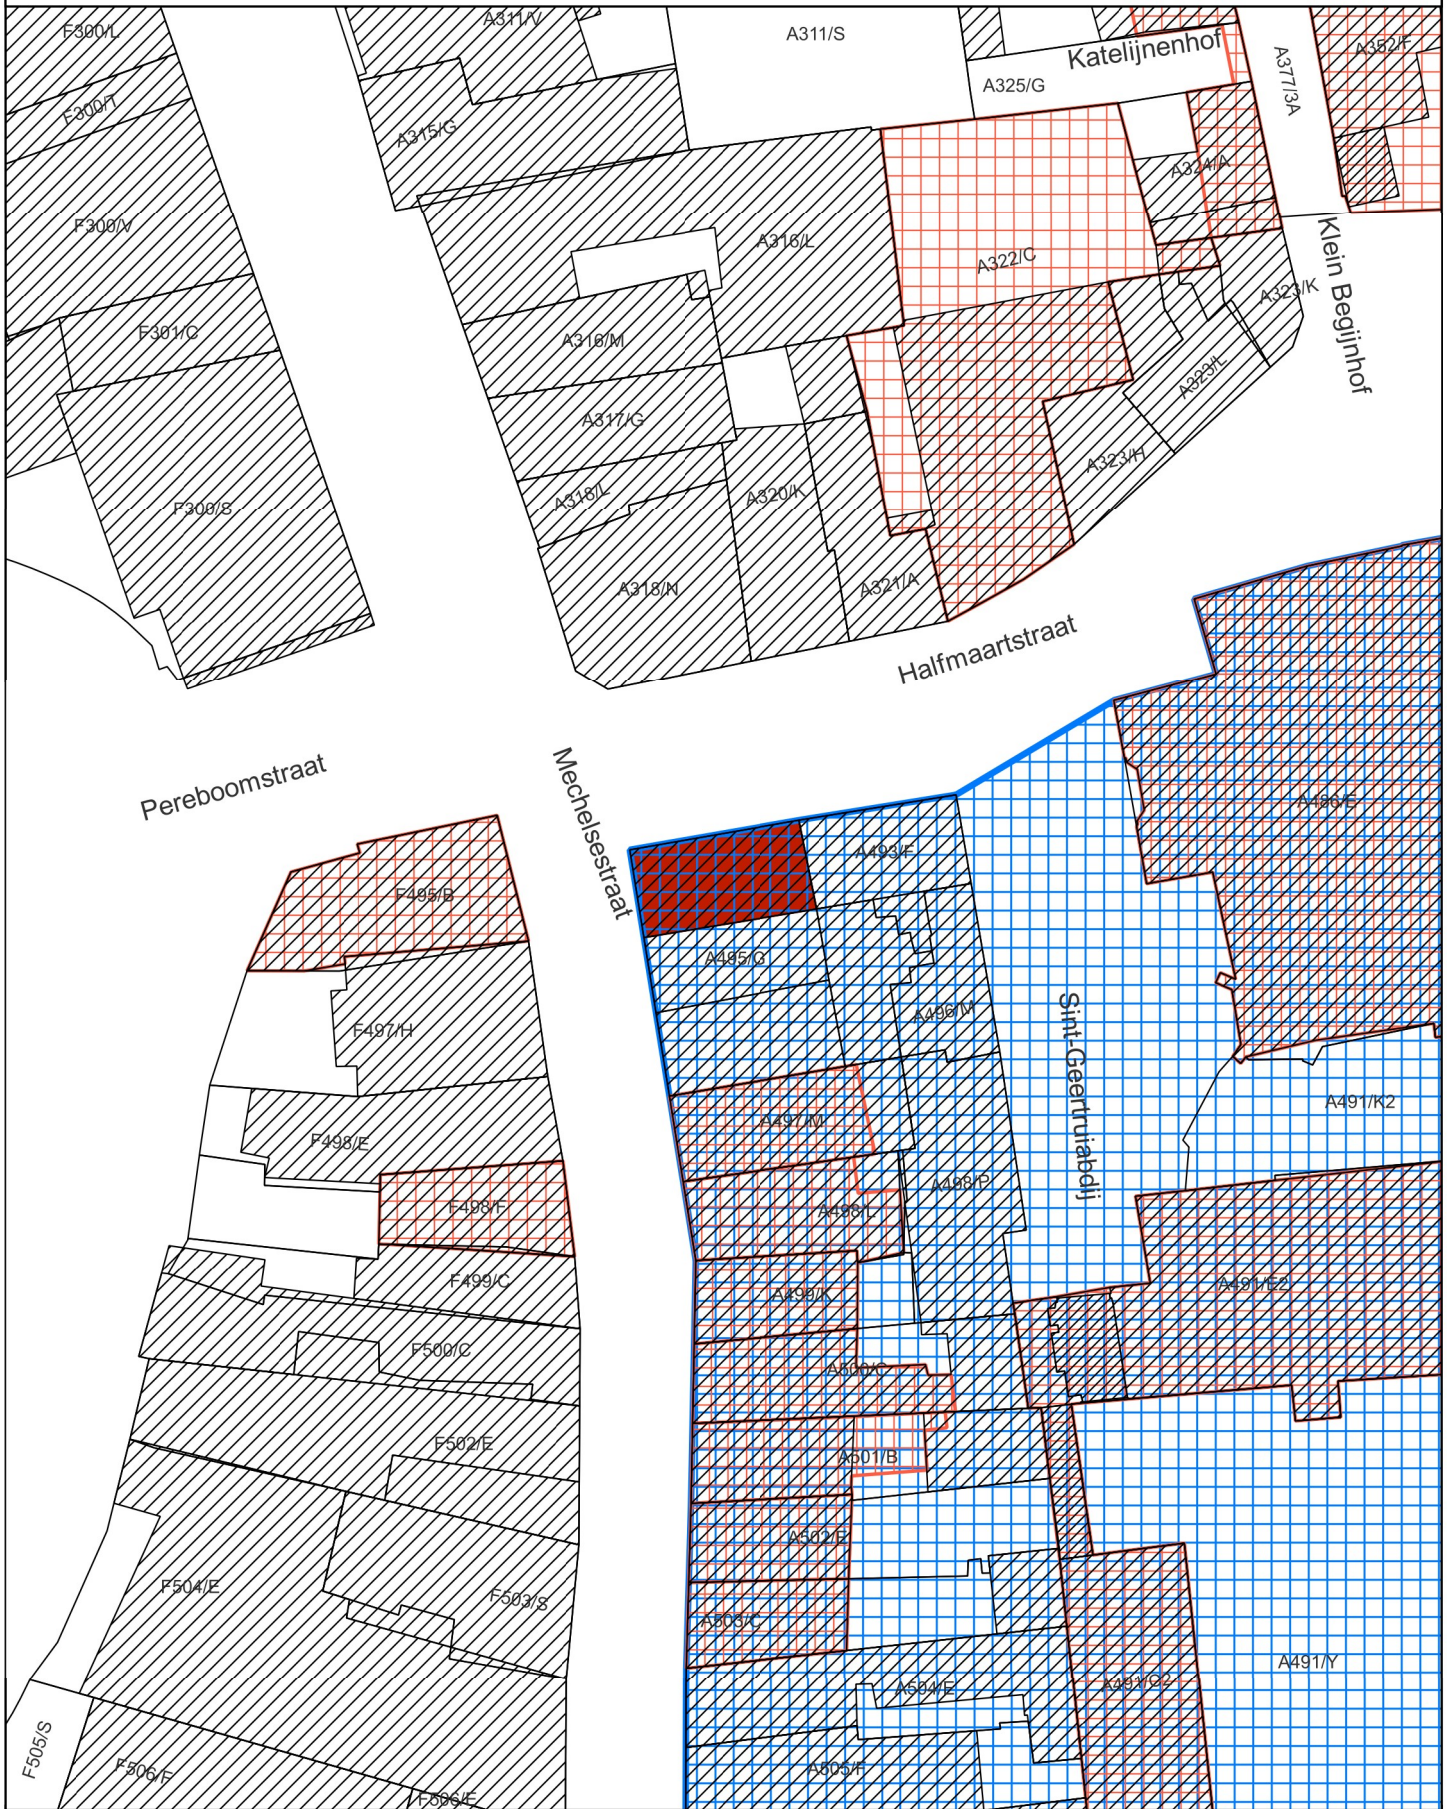 F300/L
A311/V
A311/S
Katelijnenhof
A325/G
A377/3A
A352/F
F300/T
A315/G
A324/A
F300/V
A316/L
A322/C
A323/K
Klein Begijnhof
F301/C
A316/M
A323/L
A317/G
A323/H
A318/L
A320/K
F300/S
A318/N
A321/A
Halfmaartstraat
Pereboomstraat
Mechelsestraat
A486/E
A493/F
F495/B
A495/G
A496/M
F497/H
Sint-Geertruiabdij
A491/K2
A497/M
F498/E
A498/P
F498/F
A498/L
F499/C
A499/K
A491/E2
F500/C
A500/C
F502/E
A501/B
A502/E
F504/E
F503/S
A503/C
A491/Y
A504/E
A491/C2
F505/S
F506/F
A505/F
F506/E